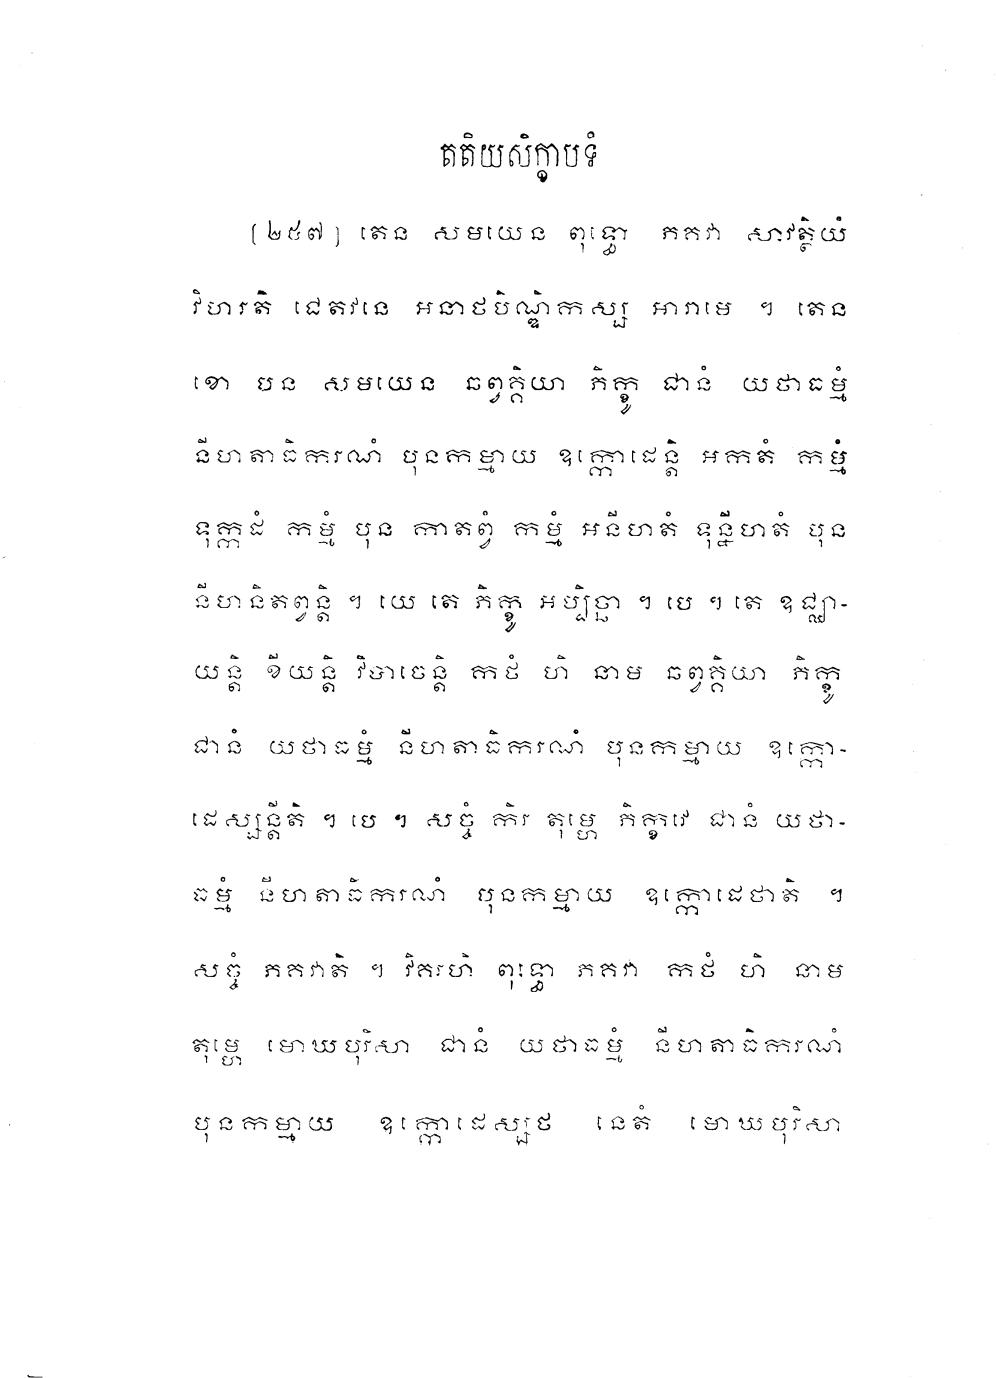 តតិយសិក្ខាបទំ
(២៥៧) តេន សមយេន ពុទ្ធោ ភគវា សាវត្ថិយំ
វិហរតិ ជេតវនេ អនាថបិណ្ឌិកស្ស អារាមេ ។ តេន
ខោ បន សមយេន ឆព្វគ្គិយា ភិក្ខូ ជានំ យថាធម្មំ
នីហតាធិករណំ បុនកម្មាយ ឧក្កោដេន្តិ អកតំ កម្មំ
ទុក្កដំ កម្មំ បុន កាតព្វំ កម្មំ អនីហតំ ទុន្នីហតំ បុន
នីហនិតព្វន្តិ ។ យេ តេ ភិក្ខូ អប្បិច្ឆា ។ បេ ។ តេ ឧជ្ឈា-
យន្តិ ខីយន្តិ វិបាចេន្តិ កថំ ហិ នាម ឆព្វគ្គិយា ភិក្ខូ
ជានំ យថាធម្មំ នីហតាធិករណំ បុនកម្មាយ ឧក្កោ-
ដេស្សន្តីតិ ។ បេ ។ សច្ចំ កិរ តុម្ហេ ភិក្ខវេ ជានំ យថា-
ធម្មំ នីហតាធិករណំ បុនកម្មាយ ឧក្កោដេថាតិ ។
សច្ចំ ភគវាតិ ។ វិគរហិ ពុទ្ធោ ភគវា កថំ ហិ នាម
តុម្ហេ មោឃបុរិសា ជានំ យថាធម្មំ នីហតាធិករណំ
បុនកម្មាយ ឧក្កោដេស្សថ នេតំ មោឃបុរិសា